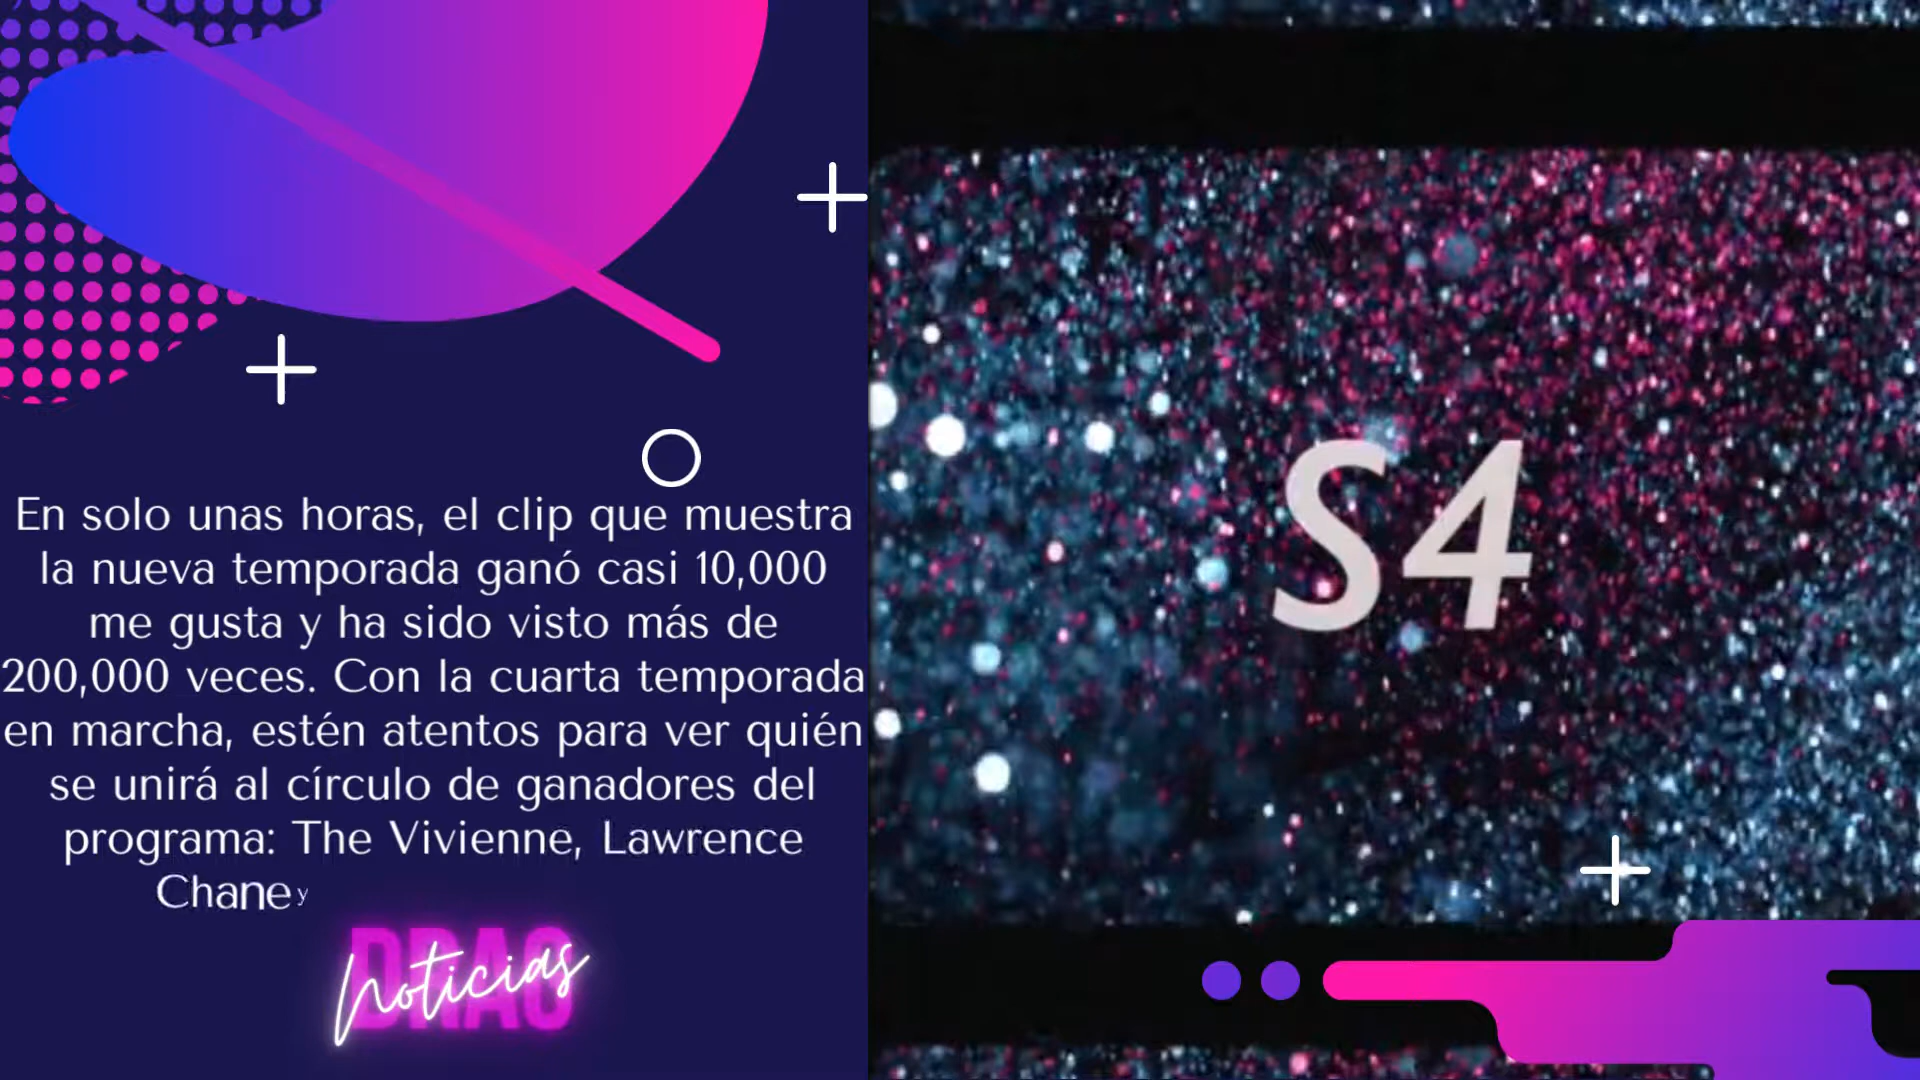 En solo unas horas, el clip que muestra
la nueva temporada ganó casi 10,000
me gusta y ha sido visto más de
200,000 veces. Con la cuarta temporada
en marcha, estén atentos para ver quién
se unirá al círculo de ganadores del
programa: The Vivienne, Lawrence
Chaney
DRAG
Noticias
S4